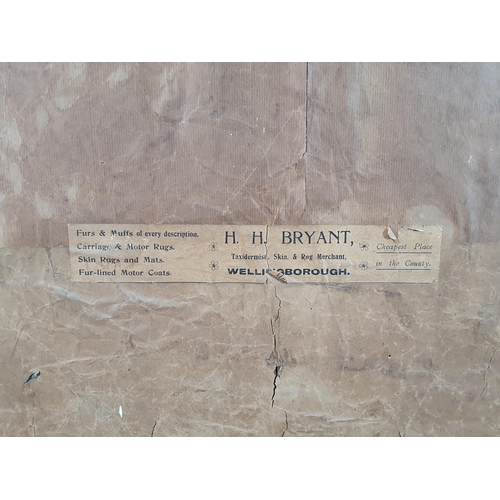 Furs & Muffs of every description.
Carriage & Motor Rugs.
Skin Rugs and Mats.
Fur-lined Motor Coats.
H. H. BRYANT,
Taxidermist, Skin, & Rug Merchant,
WELLINGBOROUGH.
Cheapest Place
in the County.